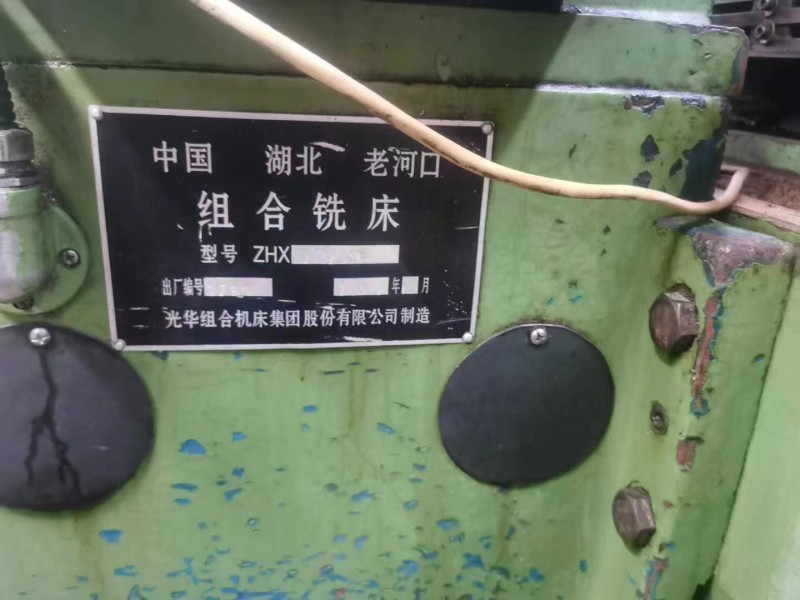 中国 湖北 老河口
组合铣床
型号 ZHX
出厂编号 年 月
光华组合机床集团股份有限公司制造